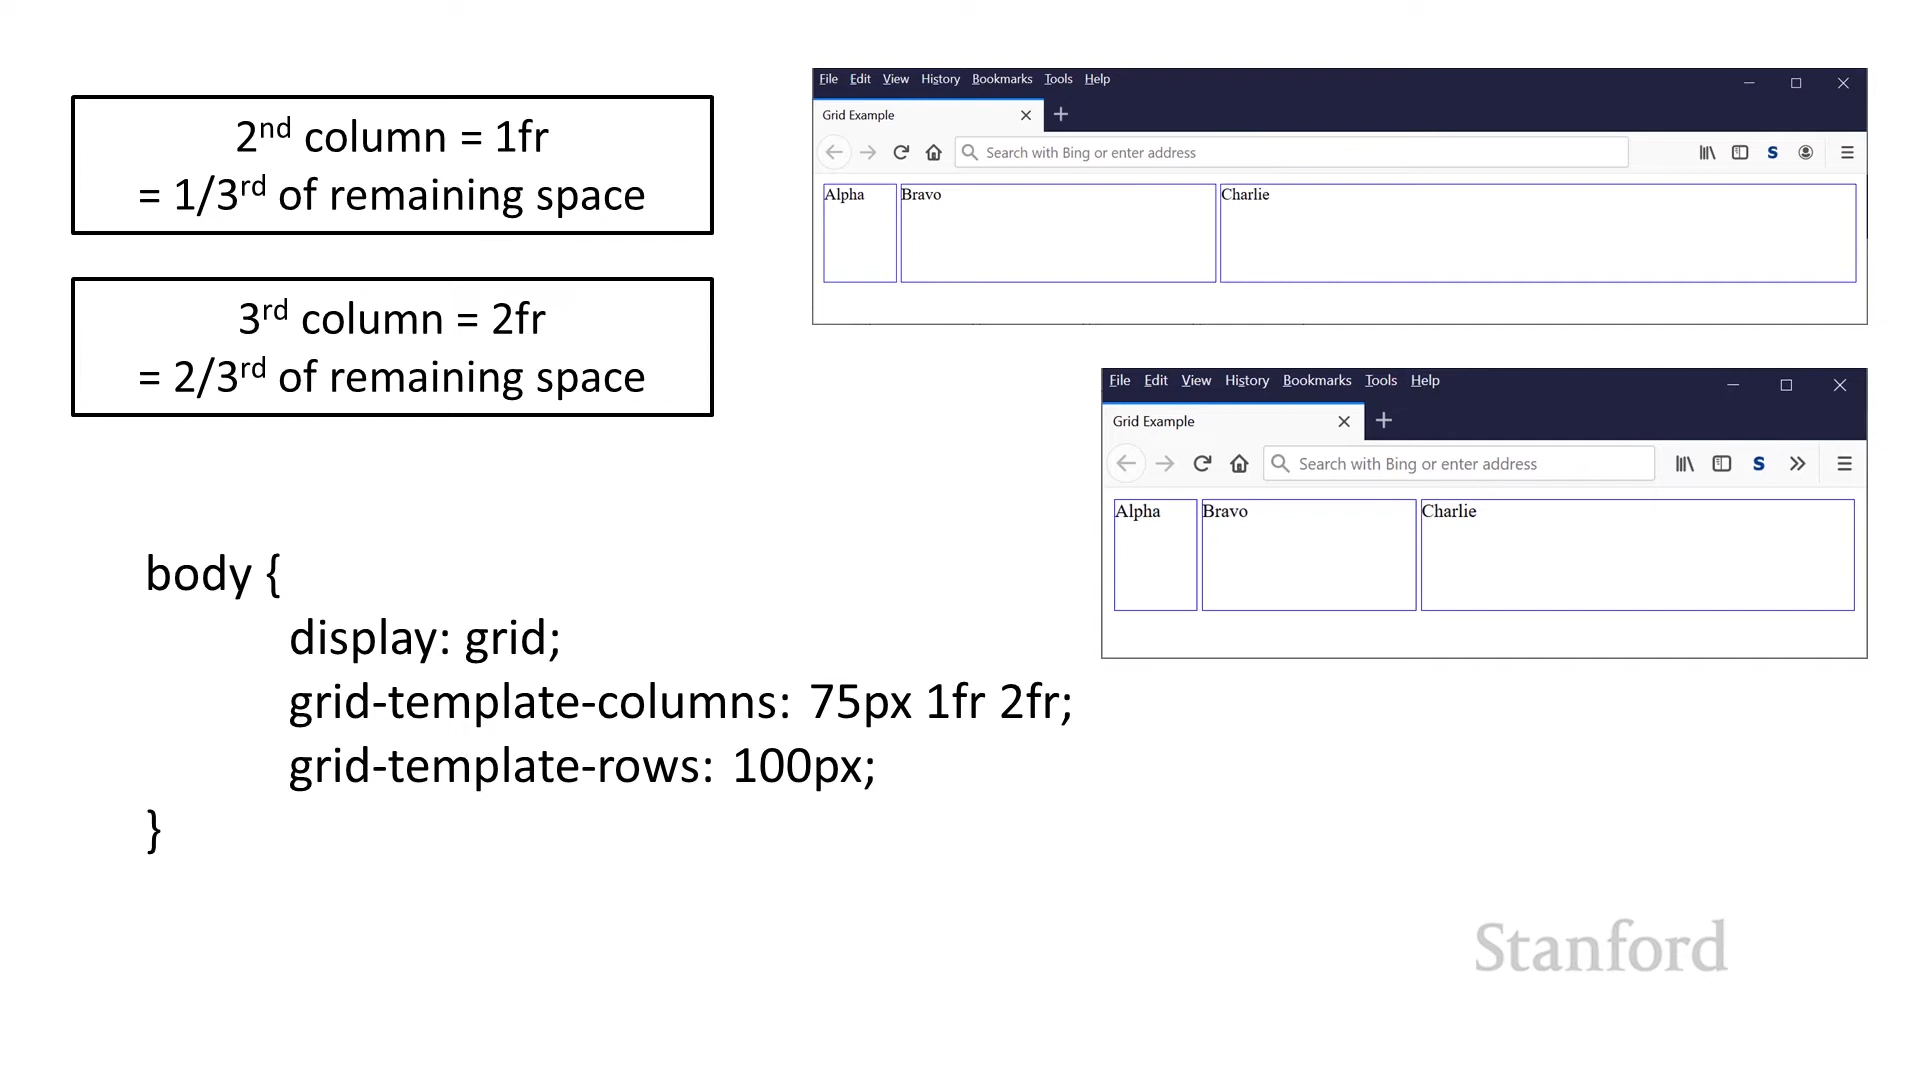 2nd column = 1fr
= 1/3rd of remaining space
3rd column = 2fr
= 2/3rd of remaining space
body {
display: grid;
grid-template-columns: 75px 1fr 2fr;
grid-template-rows: 100px;
}
File Edit View History Bookmarks Tools Help
Grid Example
Search with Bing or enter address
S
Alpha Bravo Charlie
File Edit View History Bookmarks Tools Help
Grid Example
Search with Bing or enter address
S
Alpha Bravo Charlie
Stanford